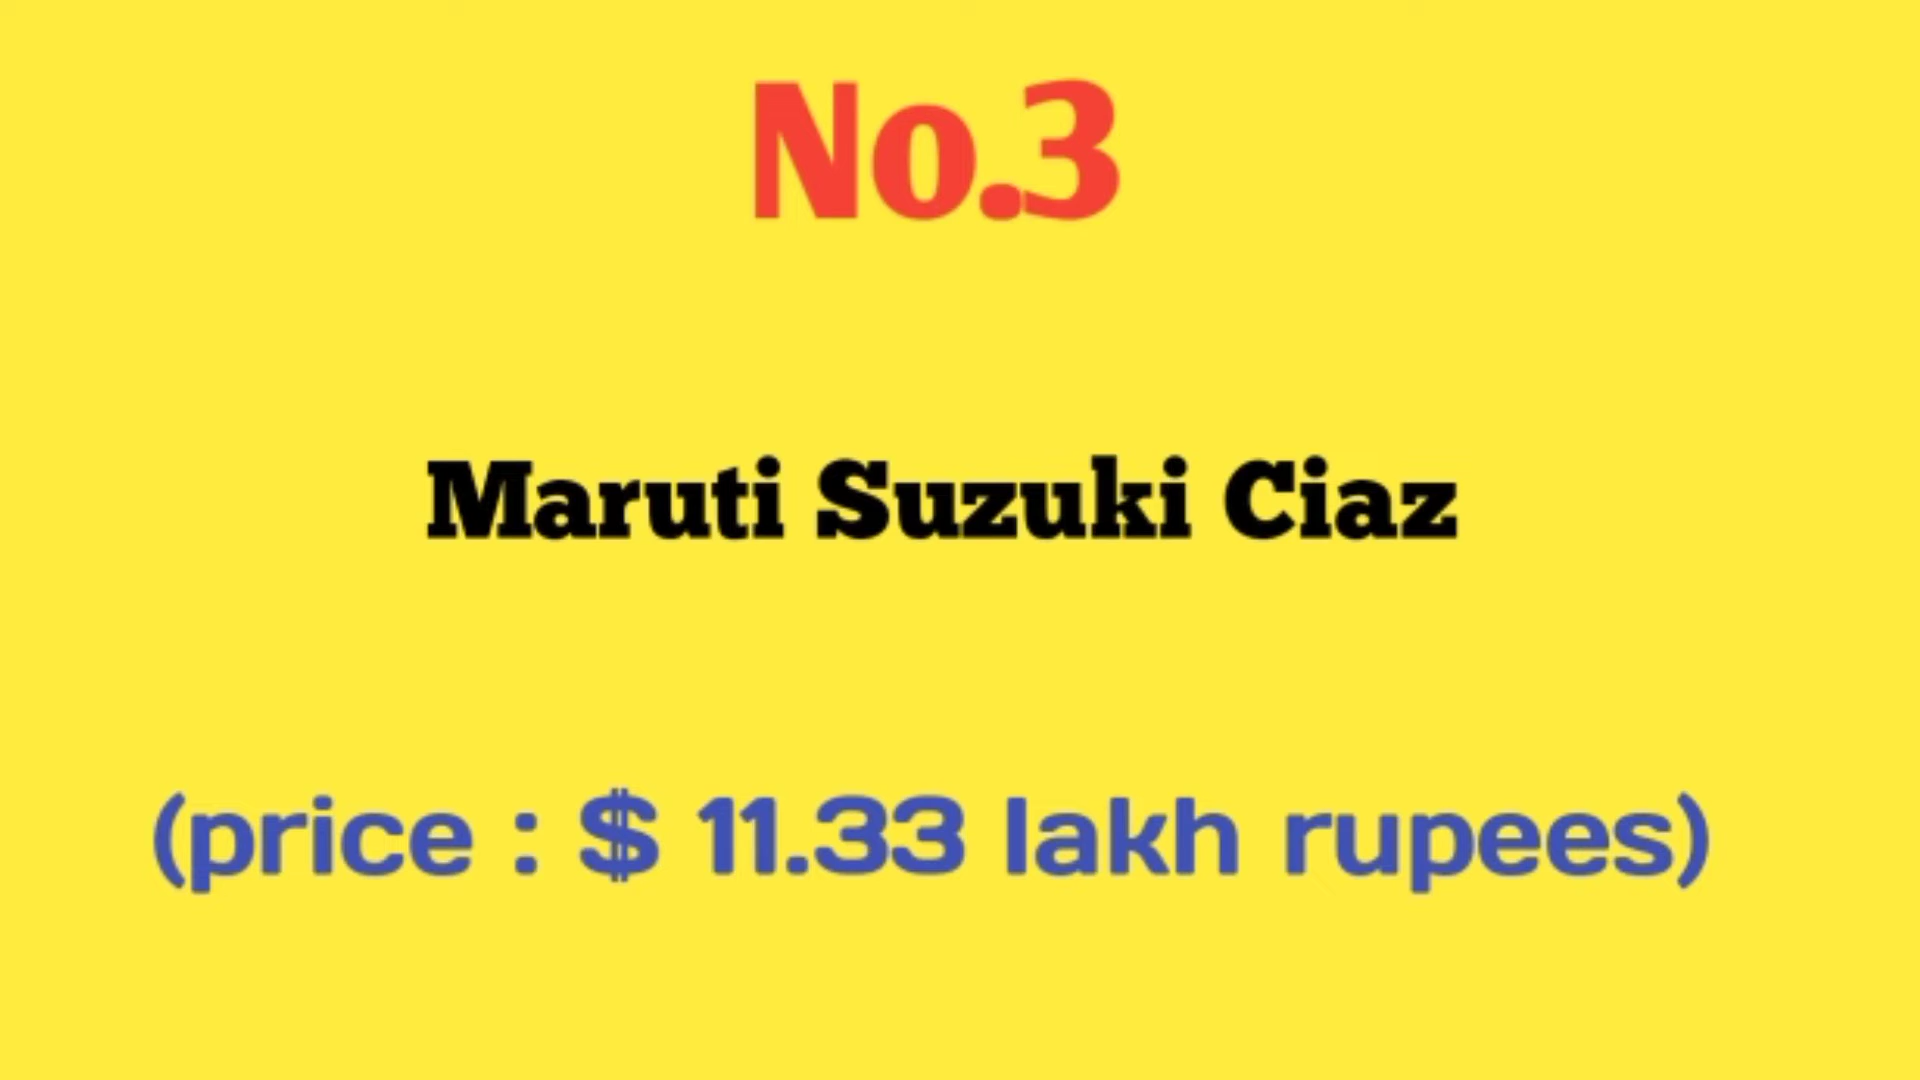 No.3
Maruti Suzuki Ciaz
(price : $ 11.33 lakh rupees)